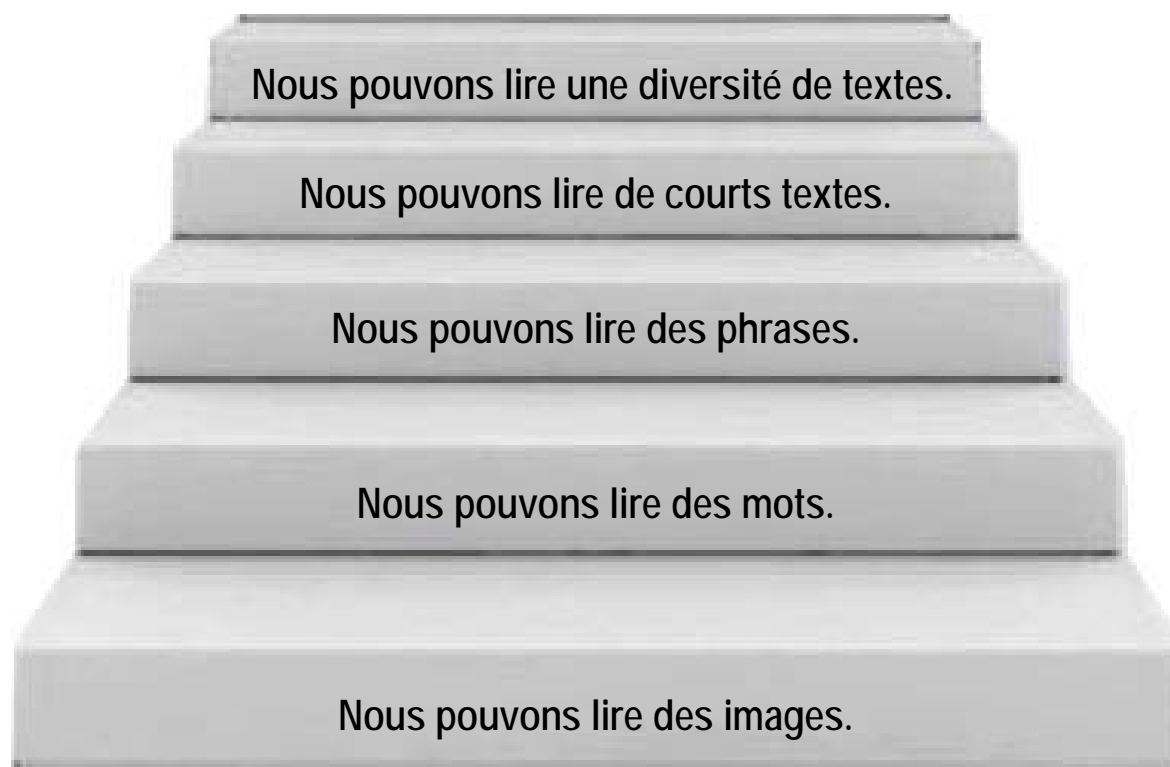 Nous pouvons lire une diversité de textes.
Nous pouvons lire de courts textes.
Nous pouvons lire des phrases.
Nous pouvons lire des mots.
Nous pouvons lire des images.